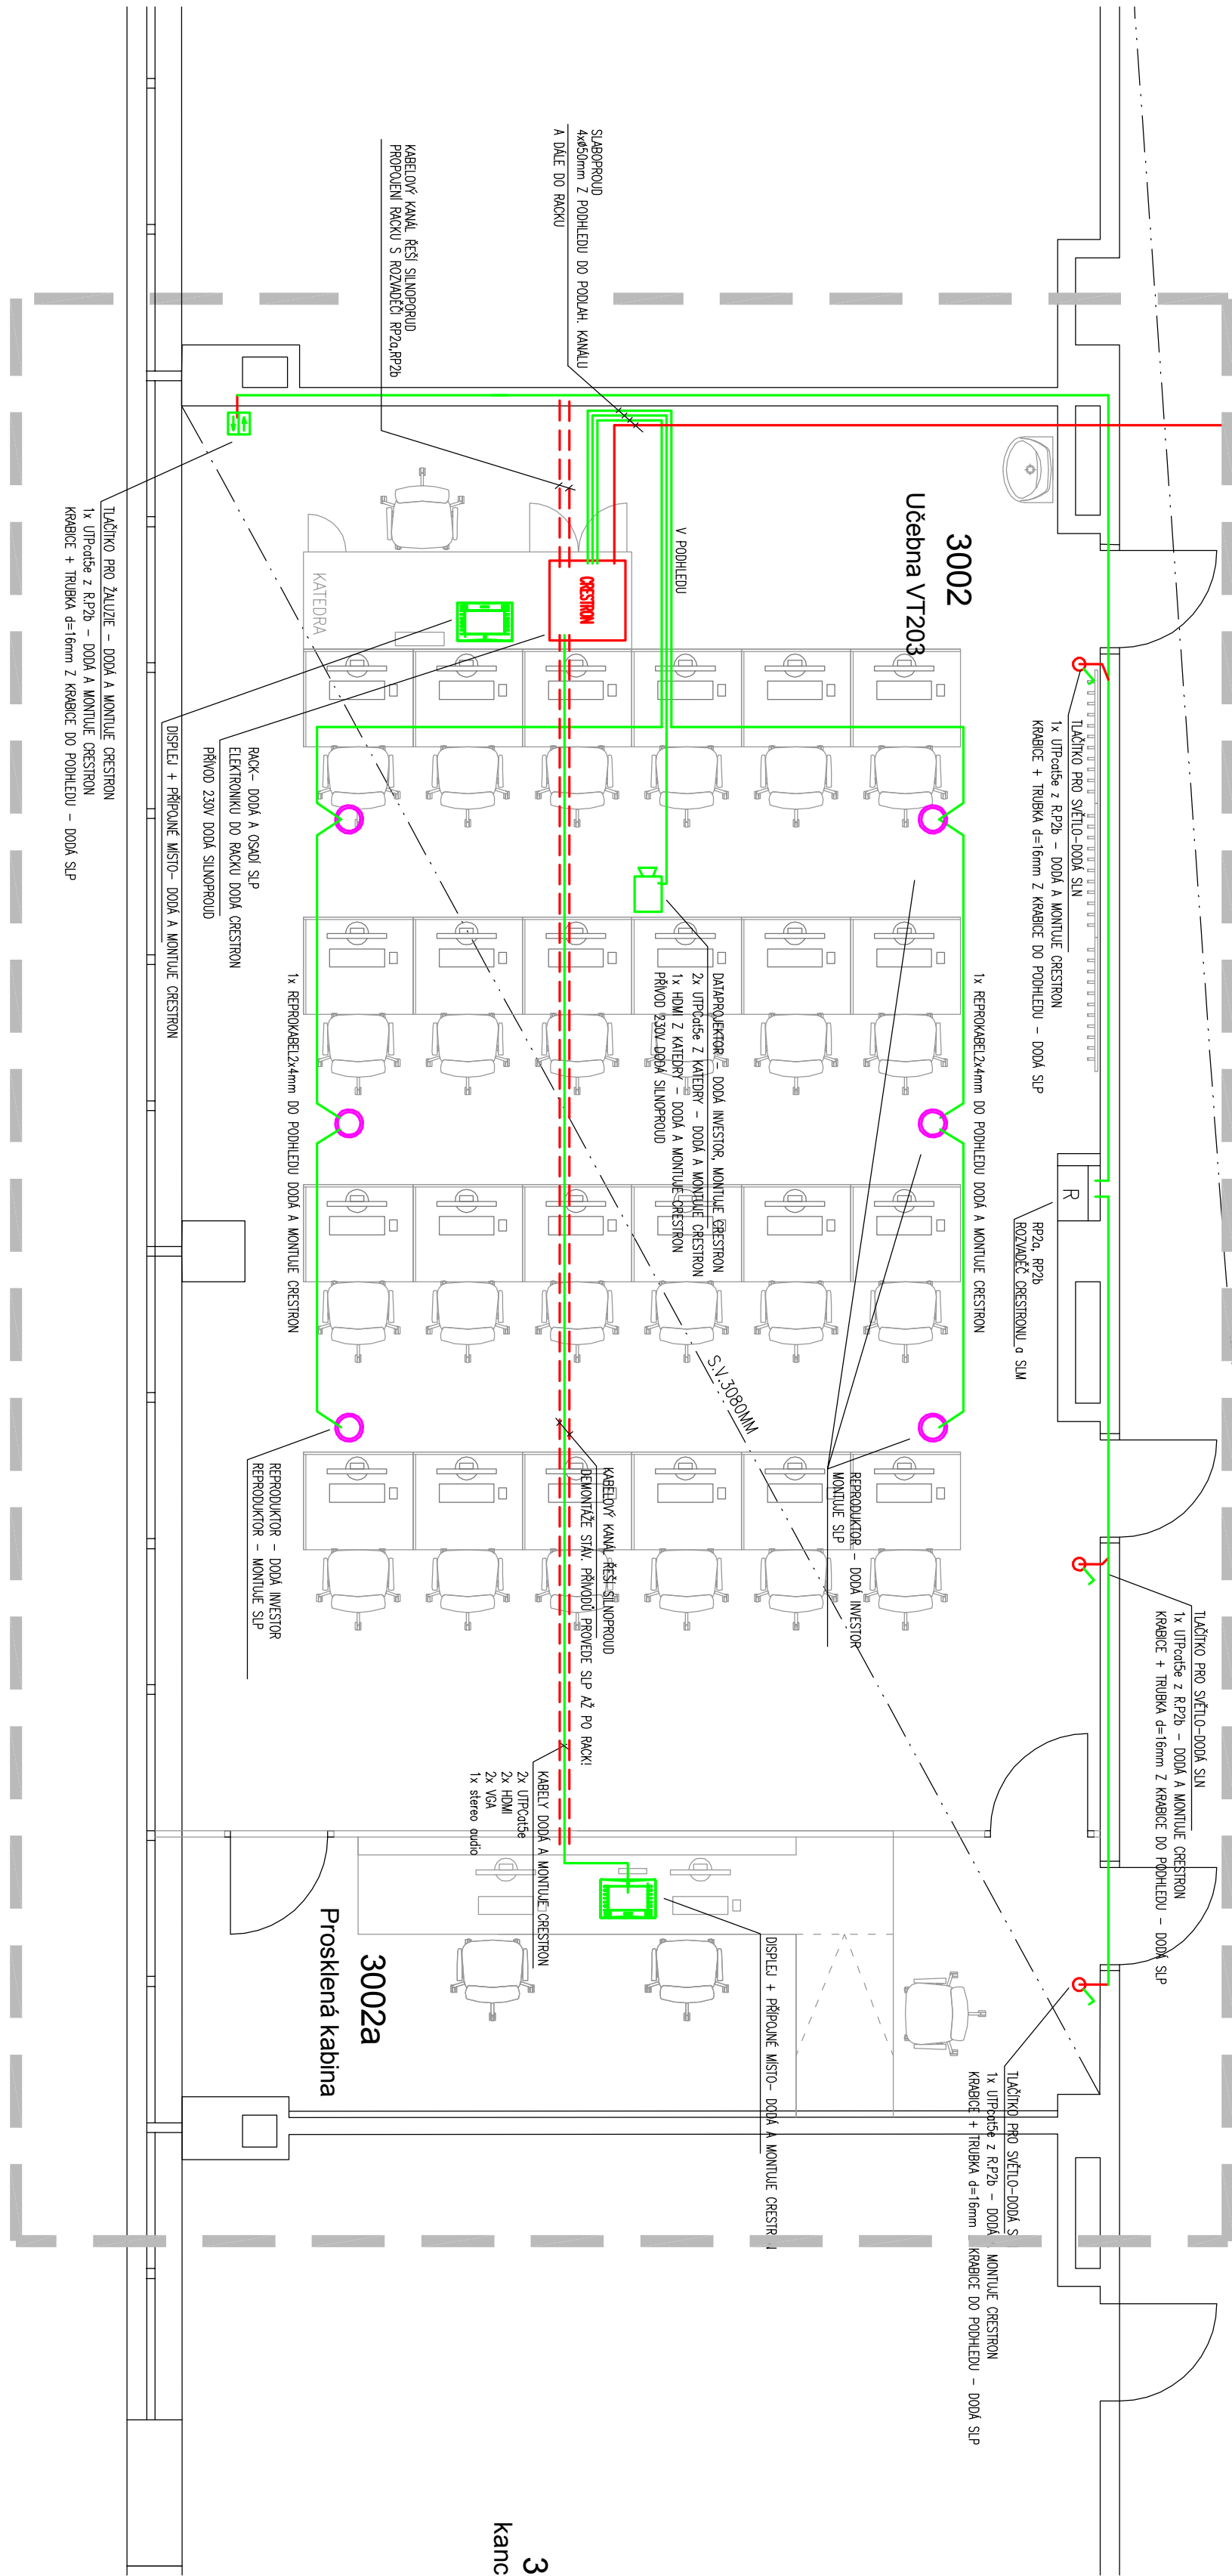 SLABOPROUD
4xø50mm Z PODHLEDU DO PODLAH. KANÁLU
A DÁLE DO RACKU
KABELOVÝ KANÁL ŘEŠÍ SILNOPORUD
PROPOJENÍ RACKU S ROZVADĚČI RP2a,RP2b
3002
Učebna VT203
V PODHLEDU
CRESTRON
KATEDRA
TLAČÍTKO PRO SVĚTLO-DODÁ SLN
1x UTPcat5e z R.P2b - DODÁ A MONTUJE CRESTRON
KRABICE + TRUBKA d=16mm Z KRABICE DO PODHLEDU - DODÁ SLP
TLAČÍTKO PRO ŽALUZIE - DODÁ A MONTUJE CRESTRON
1x UTPcat5e z R.P2b - DODÁ A MONTUJE CRESTRON
KRABICE + TRUBKA d=16mm Z KRABICE DO PODHLEDU - DODÁ SLP
DISPLEJ + PŘÍPOJNÉ MÍSTO- DODÁ A MONTUJE CRESTRON
RACK- DODÁ A OSADÍ SLP
ELEKTRONIKU DO RACKU DODÁ CRESTRON
PŘÍVOD 230V DODÁ SILNOPROUD
1x REPROKABEL2x4mm DO PODHLEDU DODÁ A MONTUJE CRESTRON
DATAPROJEKTOR - DODÁ INVESTOR, MONTUJE CRESTRON
2x UTPCat5e Z KATEDRY - DODÁ A MONTUJE CRESTRON
1x HDMI Z KATEDRY - DODÁ A MONTUJE CRESTRON
PŘÍVOD 230V DODÁ SILNOPROUD
1x REPROKABEL2x4mm DO PODHLEDU DODÁ A MONTUJE CRESTRON
R
RP2a, RP2b
ROZVADĚČ CRESTRONU a SLM
S.V.3080MM
REPRODUKTOR - DODÁ INVESTOR
MONTUJE SLP
KABELOVÝ KANÁL ŘEŠÍ SILNOPROUD
DEMONTÁŽE STÁV. PŘÍVODŮ PROVEDE SLP AŽ PO RACK!
REPRODUKTOR - DODÁ INVESTOR
REPRODUKTOR - MONTUJE SLP
TLAČÍTKO PRO SVĚTLO-DODÁ SLN
1x UTPcat5e z R.P2b - DODÁ A MONTUJE CRESTRON
KRABICE + TRUBKA d=16mm Z KRABICE DO PODHLEDU - DODÁ SLP
KABELY DODÁ A MONTUJE CRESTRON
2x UTPCat5e
2x HDMI
2x VGA
1x stereo audio
3002a
Prosklená kabina
DISPLEJ + PŘÍPOJNÉ MÍSTO- DODÁ A MONTUJE
TLAČÍTKO PRO SVĚTLO-DODÁ
1x UTPcat5e z R.P2b - DODÁ MONTUJE CRESTRON
KRABICE + TRUBKA d=16mm KRABICE DO PODHLEDU - DODÁ SLP
3
kanc